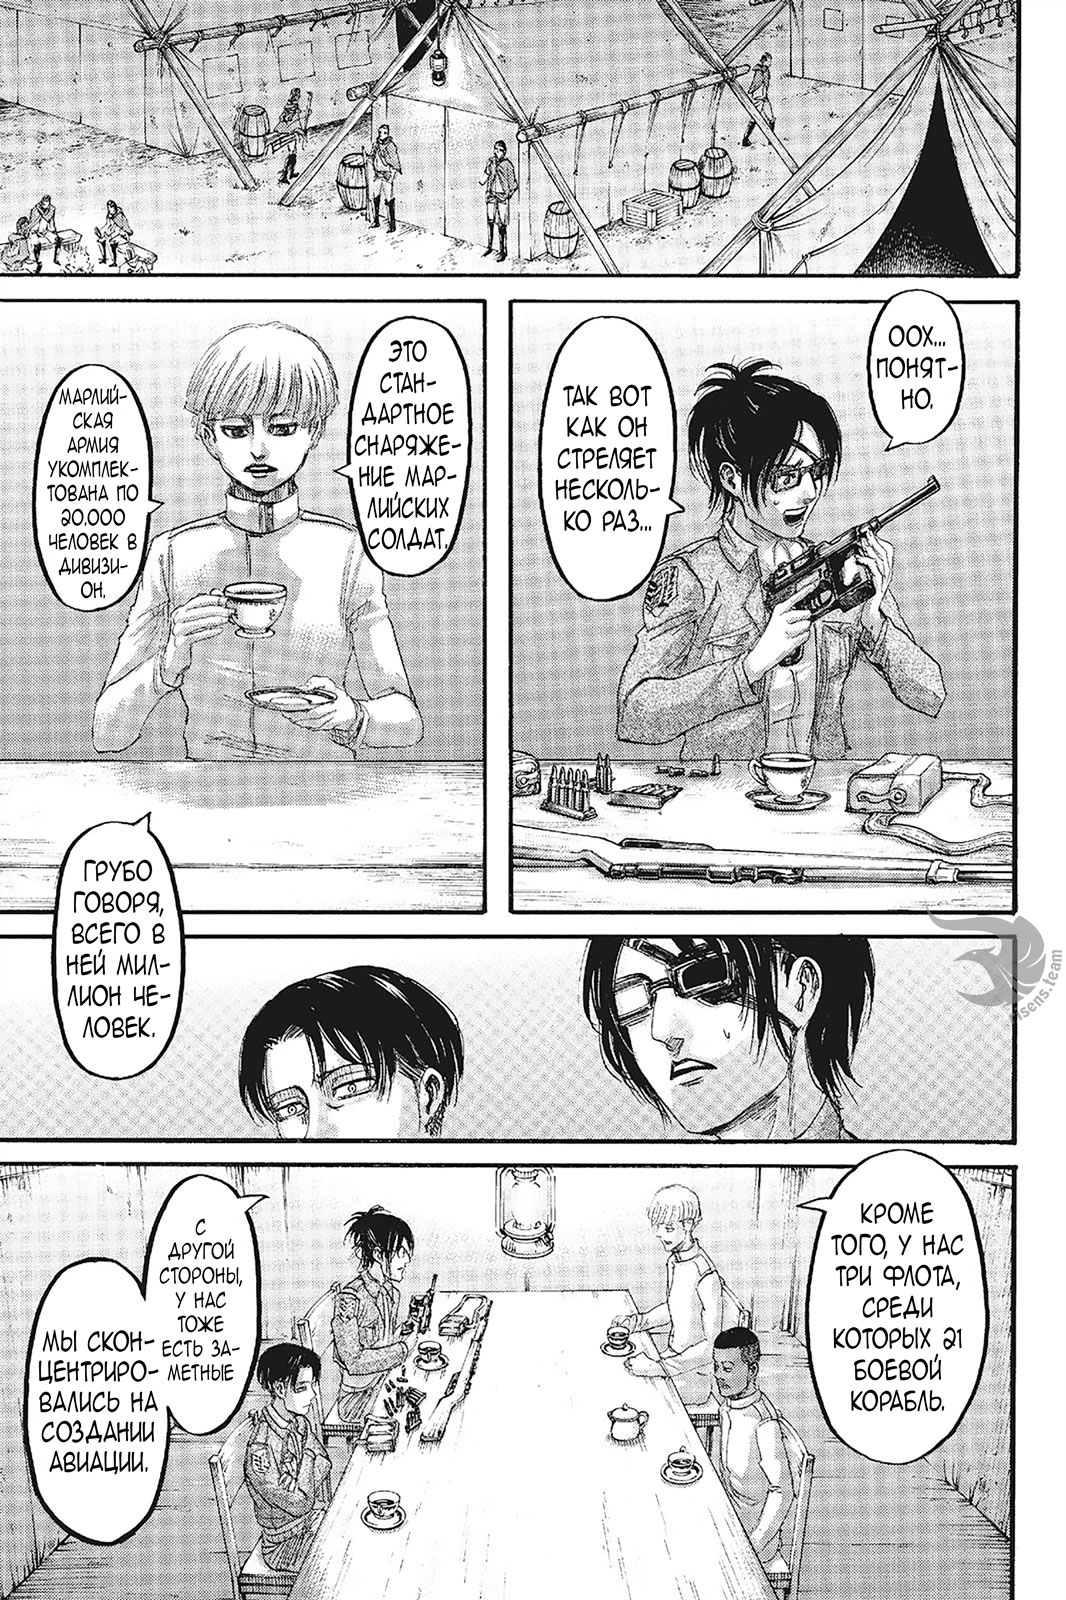 ООХ...
ПОНЯТ-
НО.
ТАК ВОТ
КАК ОН
СТРЕЛЯЕТ
НЕСКОЛЬ-
КО РАЗ...
ЭТО
СТАН-
ДАРТНОЕ
СНАРЯЖЕ-
НИЕ МАР-
ЛИЙСКИХ
СОЛДАТ.
МАРЛИЙ-
СКАЯ
АРМИЯ
УКОМПЛЕК-
ТОВАНА ПО
20.000
ЧЕЛОВЕК В
ДИВИЗИ-
ОН.
ГРУБО
ГОВОРЯ,
ВСЕГО В
НЕЙ МИЛ-
ЛИОН ЧЕ-
ЛОВЕК.
КРОМЕ
ТОГО, У НАС
ТРИ ФЛОТА,
СРЕДИ
КОТОРЫХ 21
БОЕВОЙ
КОРАБЛЬ.
С
ДРУГОЙ
СТОРОНЫ,
У НАС
ТОЖЕ
ЕСТЬ ЗА-
МЕТНЫЕ
МЫ СКОН-
ЦЕНТРИРО-
ВАЛИСЬ НА
СОЗДАНИИ
АВИАЦИИ.
risens.team